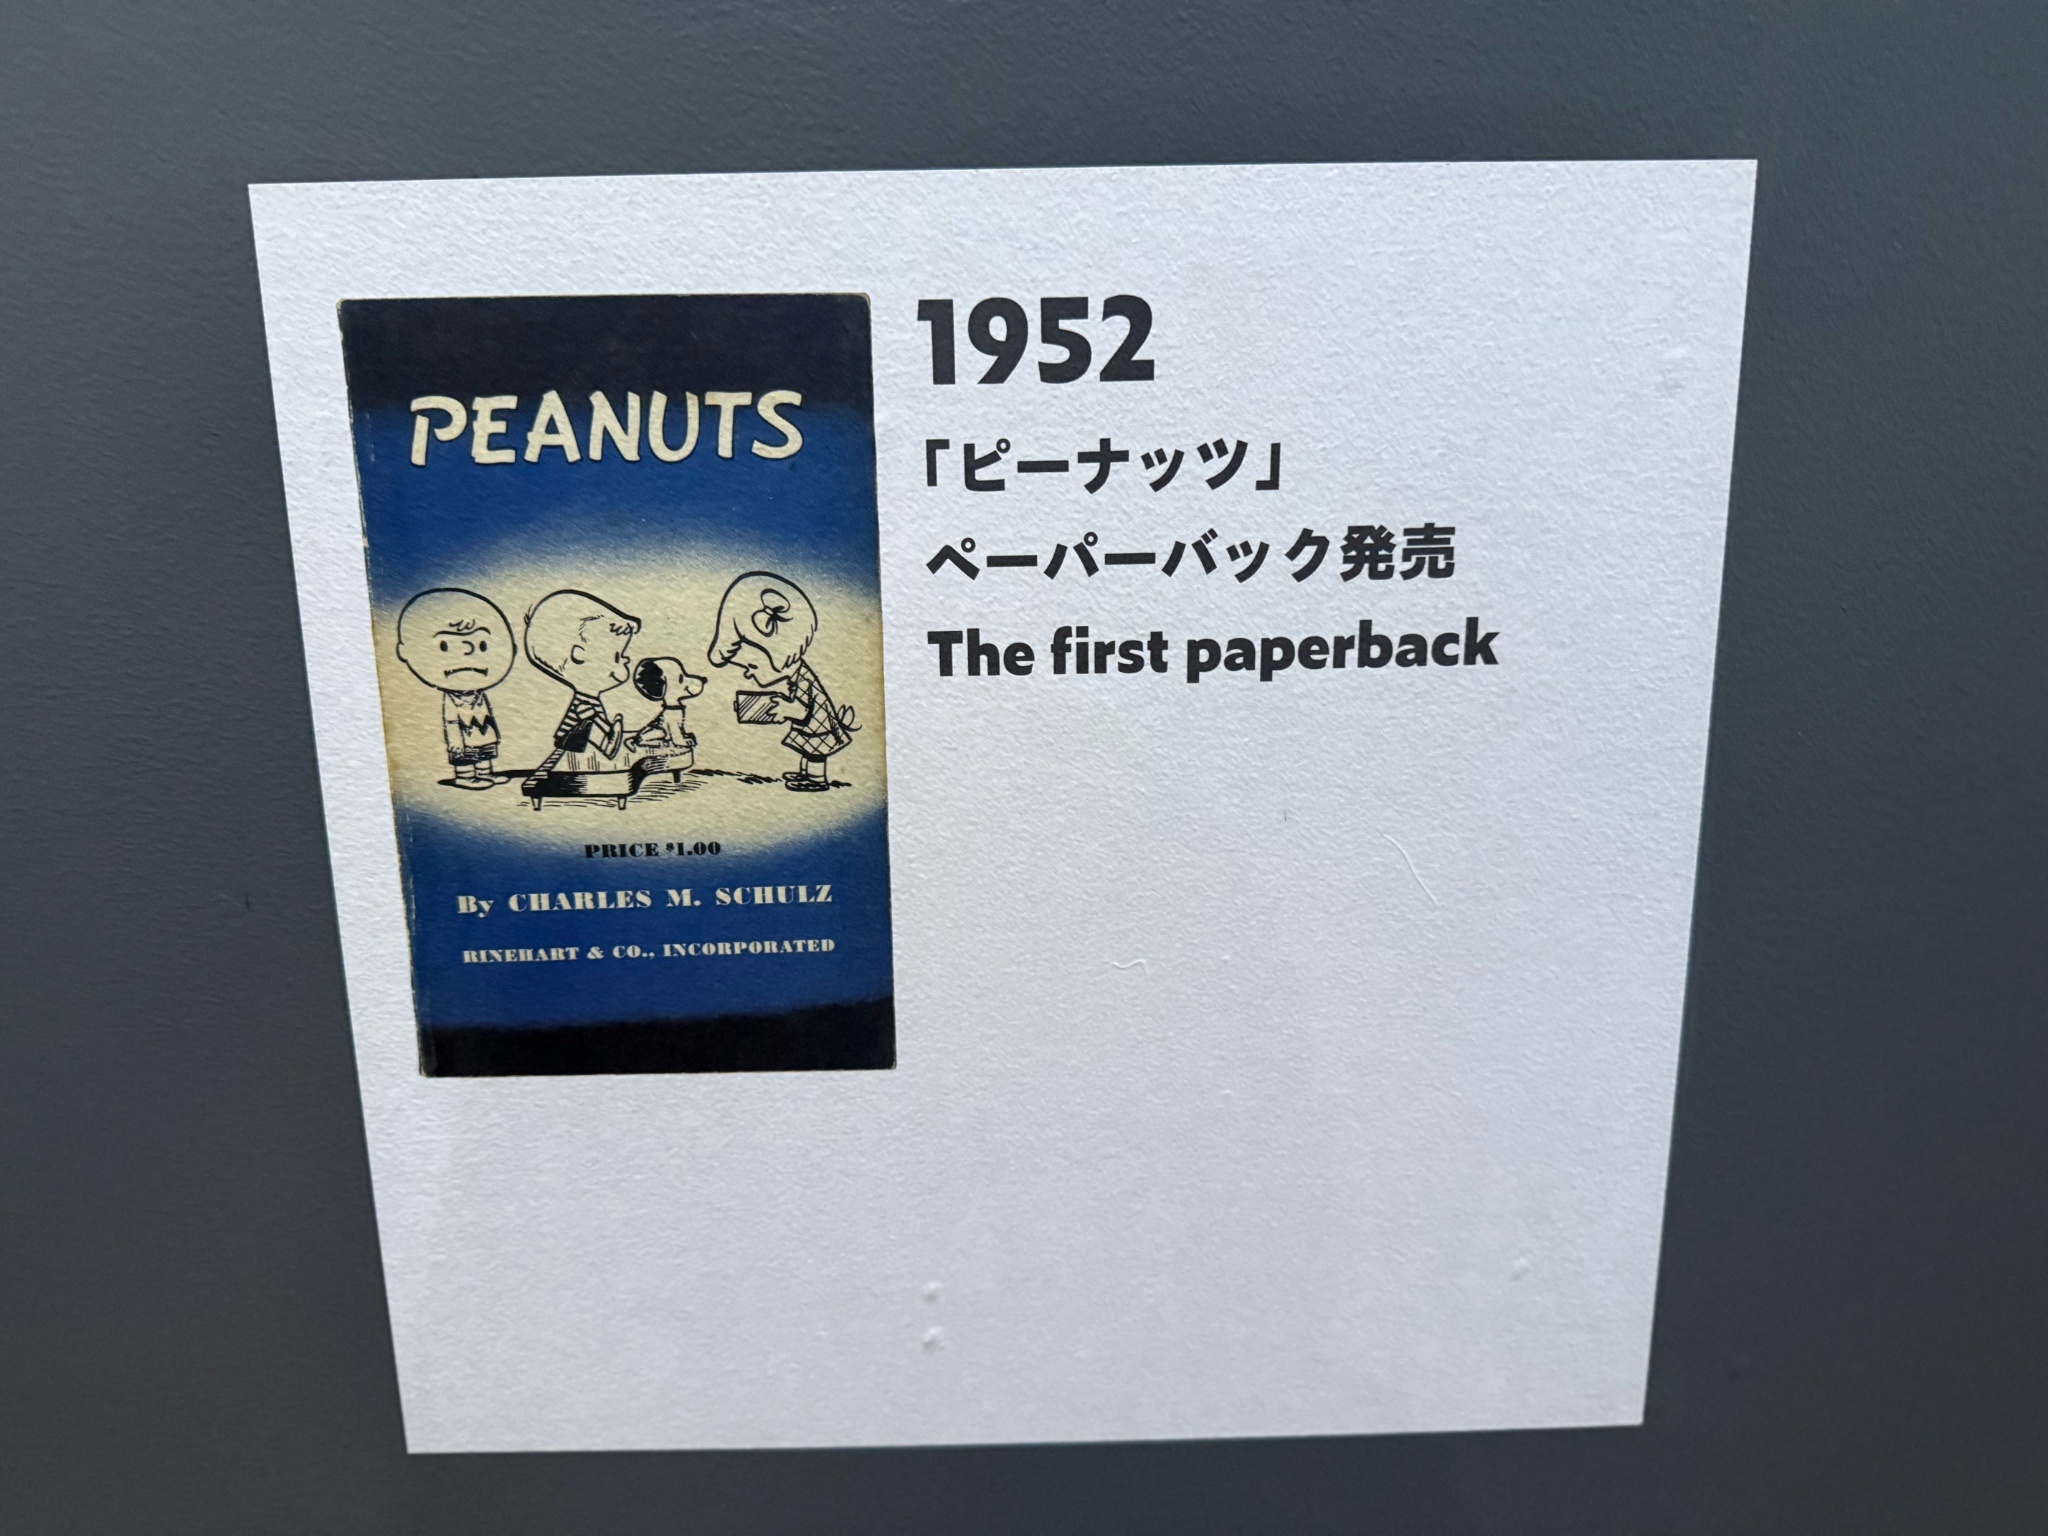 PEANUTS
PRICE $1.00
By CHARLES M. SCHULZ
RINEHART & CO., INCORPORATED
1952
「ピーナッツ」
ペーパーバック発売
The first paperback